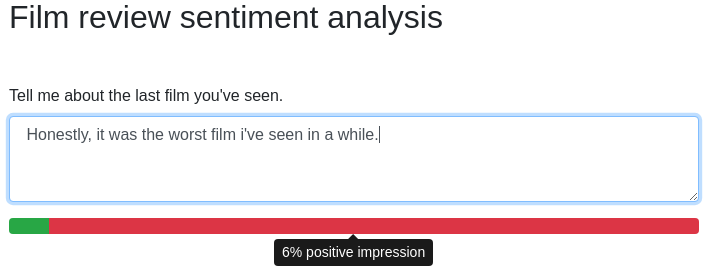 Film review sentiment analysis
Tell me about the last film you've seen.
Honestly, it was the worst film i've seen in a while.
6% positive impression